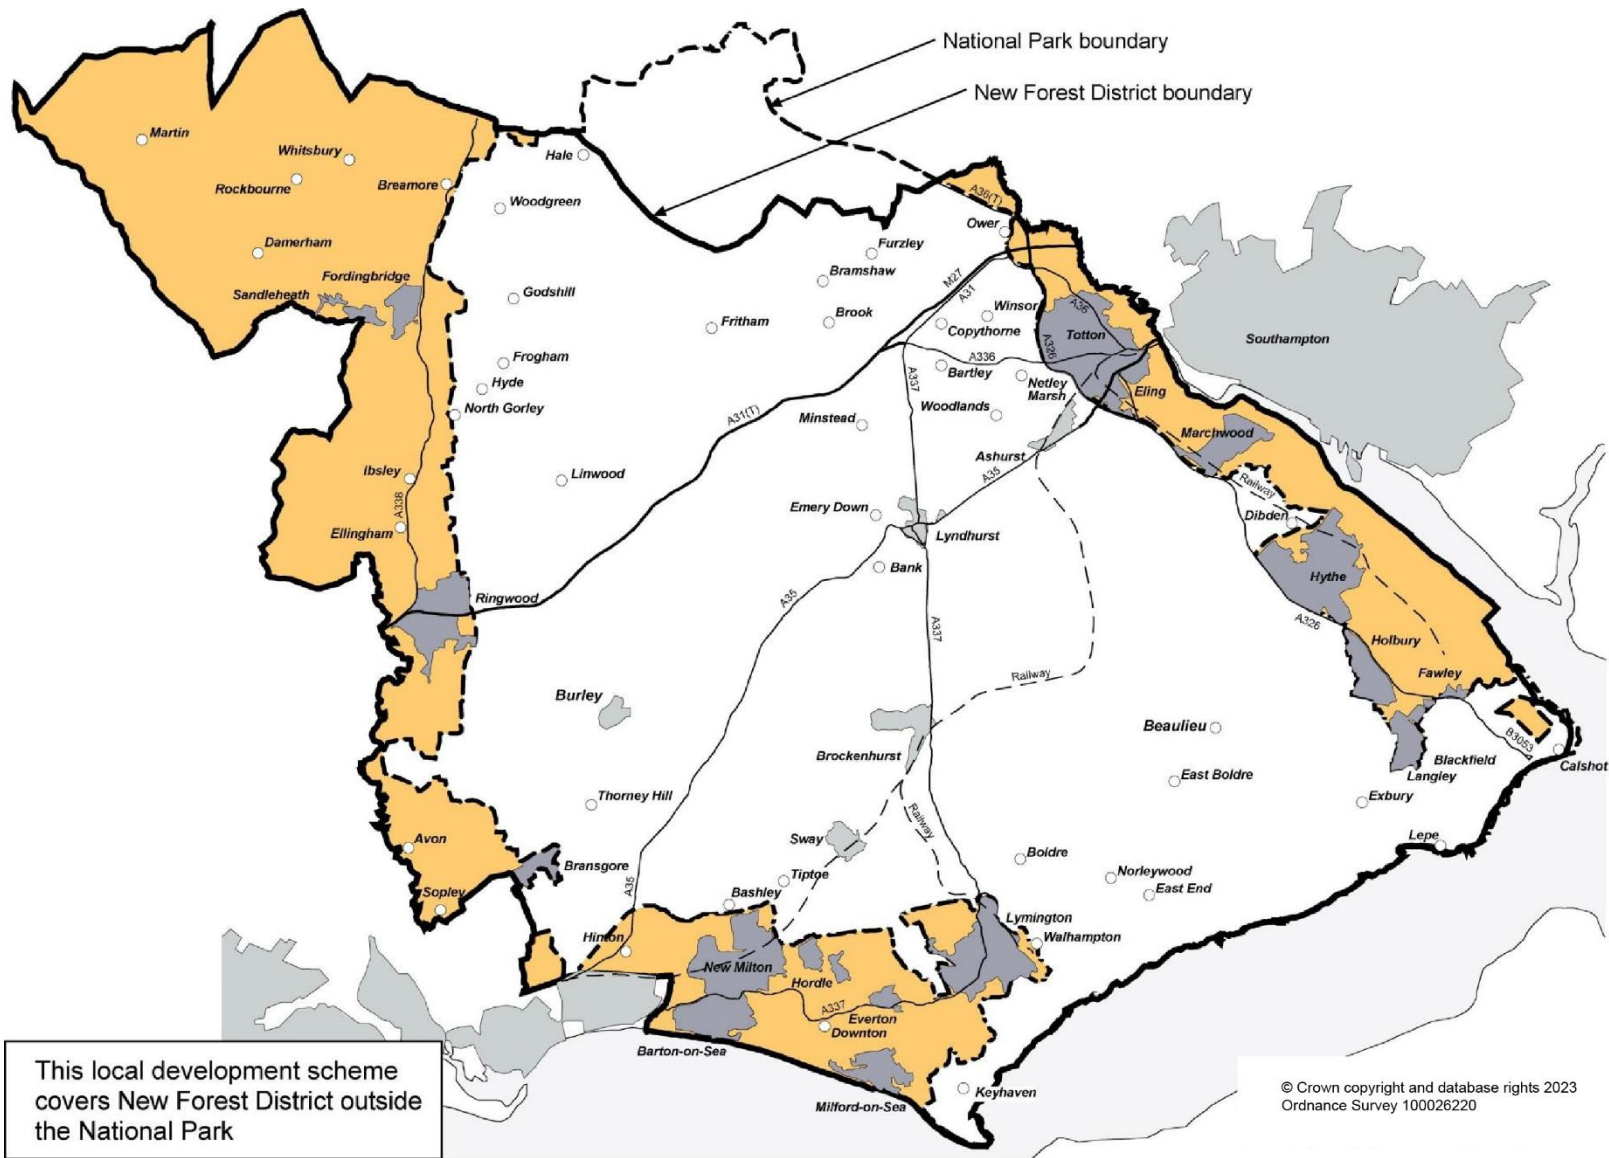 National Park boundary
New Forest District boundary
Martin
Whitsbury
Rockbourne
Breamore
Hale
Woodgreen
A36(T)
Ower
Damerham
Furzley
Fordingbridge
Bramshaw
M27
A31
Sandleheath
Godshill
Winsor
A36
Fritham
Brook
Copythorne
Totton
Southampton
A326
Frogham
A336
Bartley
A337
Hyde
Netley
Marsh
Eling
North Gorley
A31(T)
Minstead
Woodlands
Marchwood
Ashurst
Ibsley
Linwood
A35
Railway
A338
Emery Down
Dibden
Ellingham
Lyndhurst
Bank
Hythe
Ringwood
A35
A337
A326
Holbury
Railway
Fawley
Burley
Beaulieu
B3053
Brockenhurst
Blackfield
Calshot
East Boldre
Langley
Thorney Hill
Exbury
Railway
Avon
Sway
Lepe
Boldre
Bransgore
Tiptoe
Norleywood
Sopley
A35
Bashley
East End
Lymington
Hinton
Walhampton
New Milton
Hordle
A337
Everton
Downton
Barton-on-Sea
Keyhaven
Milford-on-Sea
This local development scheme
covers New Forest District outside
the National Park
© Crown copyright and database rights 2023
Ordnance Survey 100026220